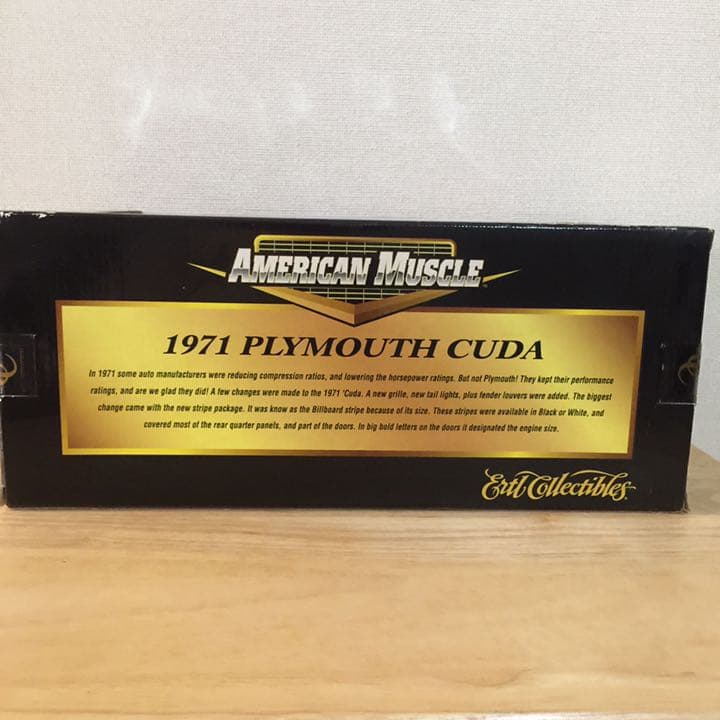 AMERICAN MUSCLE
1971 PLYMOUTH CUDA
In 1971 some auto manufacturers were reducing compression ratios, and lowering the horsepower ratings. But not Plymouth! They kept their performance
ratings, and are we glad they did! A few changes were made to the 1971 'Cuda. A new grille, new tail lights, plus fender louvers were added. The biggest
change came with the new stripe package. It was know as the Billboard stripe because of its size. These stripes were available in Black or White, and
covered most of the rear quarter panels, and part of the doors. In big bold letters on the doors it designated the engine size.
Ertl Collectibles